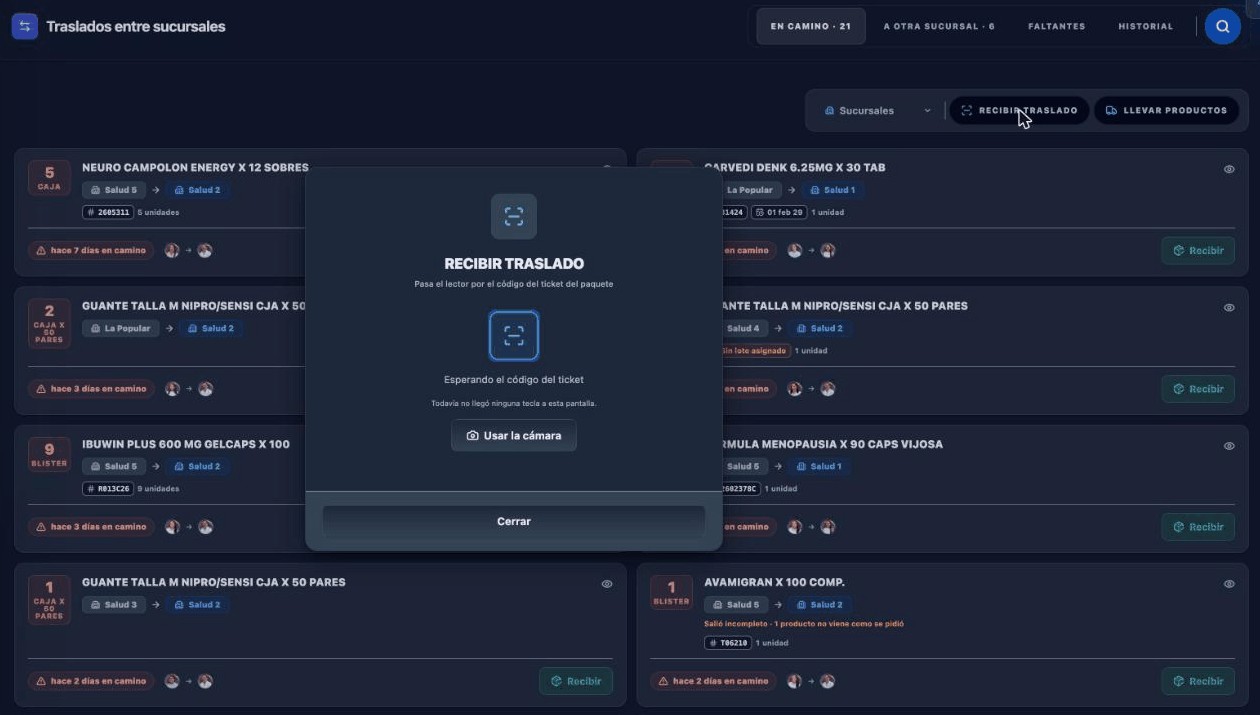 Traslados entre sucursales
EN CAMINO · 21
A OTRA SUCURSAL · 6
FALTANTES
HISTORIAL
Sucursales
RECIBIR TRASLADO
LLEVAR PRODUCTOS
5 CAJA
NEURO CAMPOLON ENERGY X 12 SOBRES
Salud 5 → Salud 2
# 2605311 5 unidades
hace 7 días en camino
CARVEDI DENK 6.25MG X 30 TAB
La Popular → Salud 1
1424 01 feb 29 1 unidad
en camino
Recibir
2 CAJA X 50 PARES
GUANTE TALLA M NIPRO/SENSI CJA X 50
La Popular → Salud 2
hace 3 días en camino
ANTE TALLA M NIPRO/SENSI CJA X 50 PARES
Salud 4 → Salud 2
Sin lote asignado 1 unidad
en camino
Recibir
9 BLISTER
IBUWIN PLUS 600 MG GELCAPS X 100
Salud 5 → Salud 2
# R013C26 9 unidades
hace 3 días en camino
RMULA MENOPAUSIA X 90 CAPS VIJOSA
Salud 5 → Salud 1
2602378C 1 unidad
en camino
Recibir
RECIBIR TRASLADO
Pasa el lector por el código del ticket del paquete
Esperando el código del ticket
Todavía no llegó ninguna tecla a esta pantalla.
Usar la cámara
Cerrar
1 CAJA X 50 PARES
GUANTE TALLA M NIPRO/SENSI CJA X 50 PARES
Salud 3 → Salud 2
hace 2 días en camino
Recibir
1 BLISTER
AVAMIGRAN X 100 COMP.
Salud 5 → Salud 2
Salió incompleto · 1 producto no viene como se pidió
# T06210 1 unidad
hace 2 días en camino
Recibir